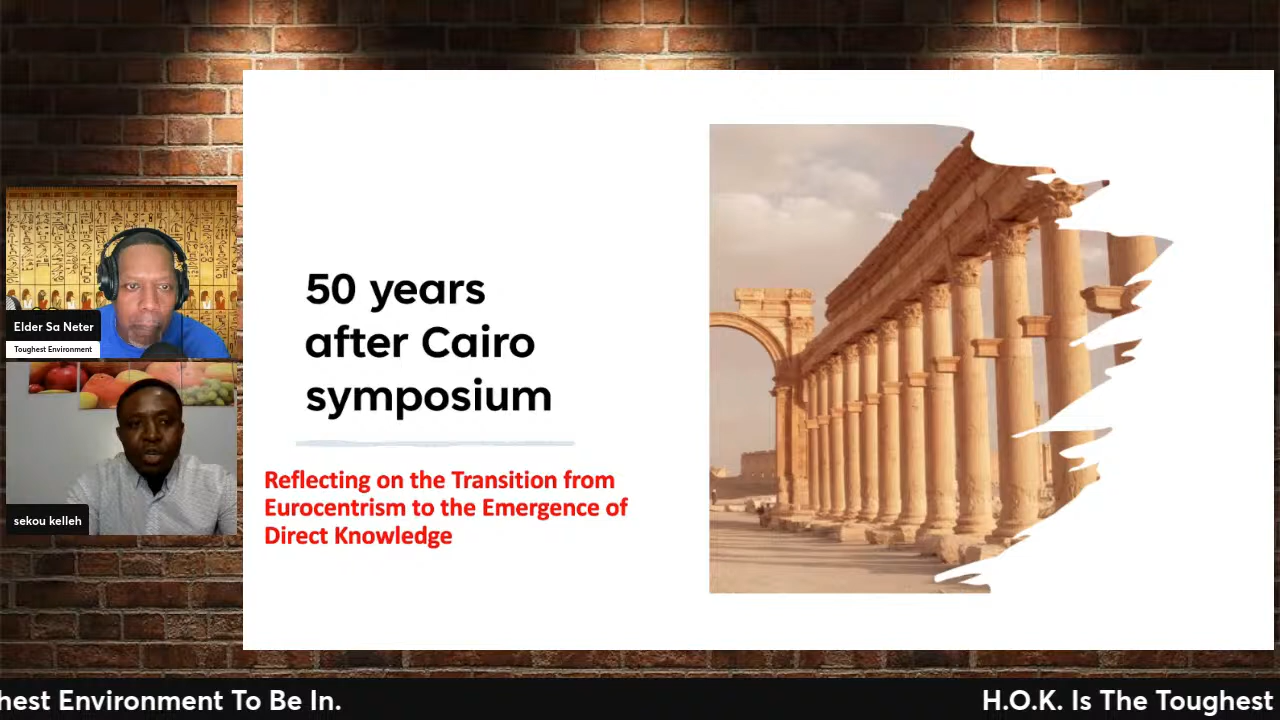 50 years
after Cairo
symposium
Reflecting on the Transition from
Eurocentrism to the Emergence of
Direct Knowledge
Elder Sa Neter
Toughest Environment
sekou kelleh
hest Environment To Be In.
H.O.K. Is The Toughest